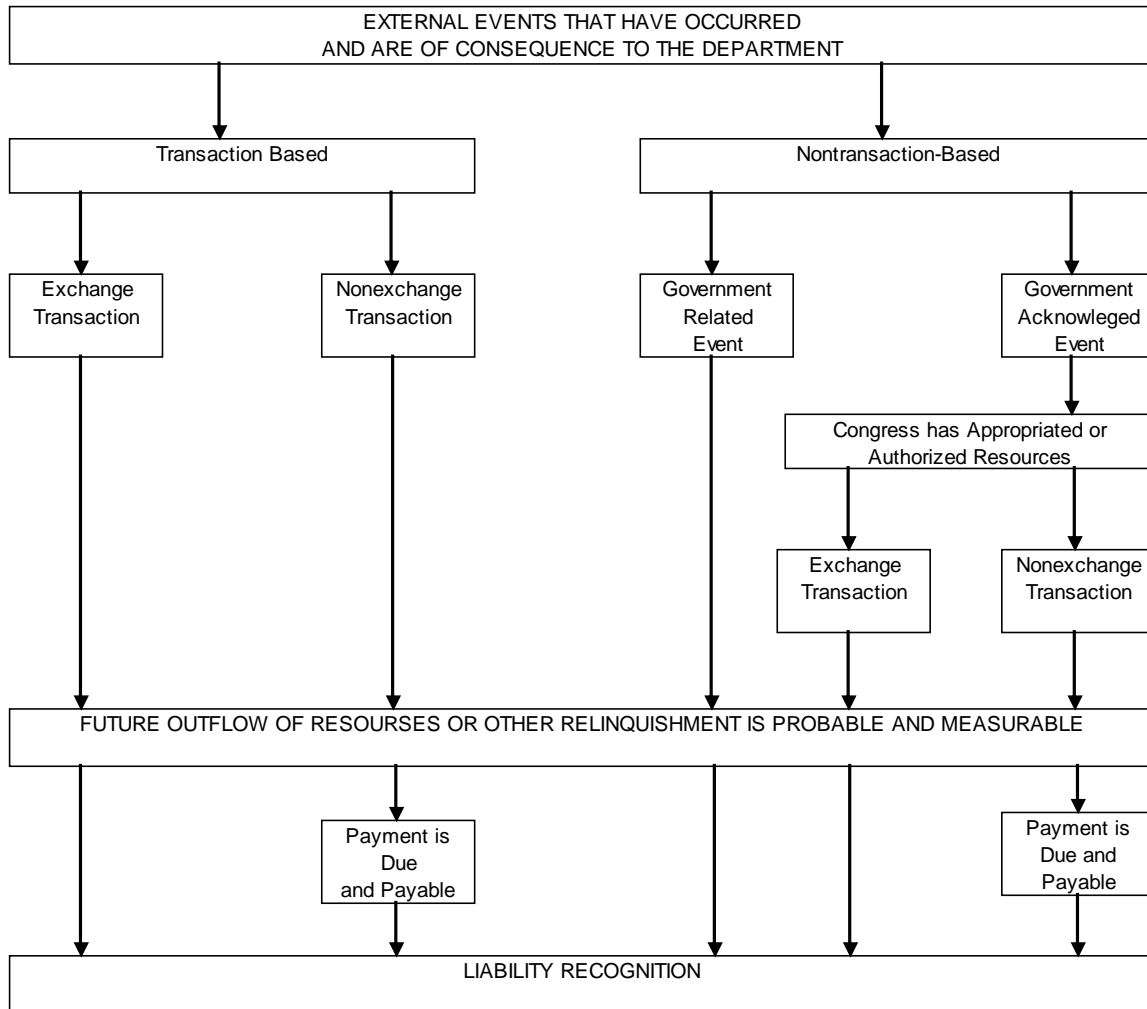 EXTERNAL EVENTS THAT HAVE OCCURRED
AND ARE OF CONSEQUENCE TO THE DEPARTMENT
Transaction Based
Nontransaction-Based
Exchange
Transaction
Nonexchange
Transaction
Government
Related
Event
Government
Acknowleged
Event
Congress has Appropriated or
Authorized Resources
Exchange
Transaction
Nonexchange
Transaction
FUTURE OUTFLOW OF RESOURSES OR OTHER RELINQUISHMENT IS PROBABLE AND MEASURABLE
Payment is
Due
and Payable
Payment is
Due and
Payable
LIABILITY RECOGNITION